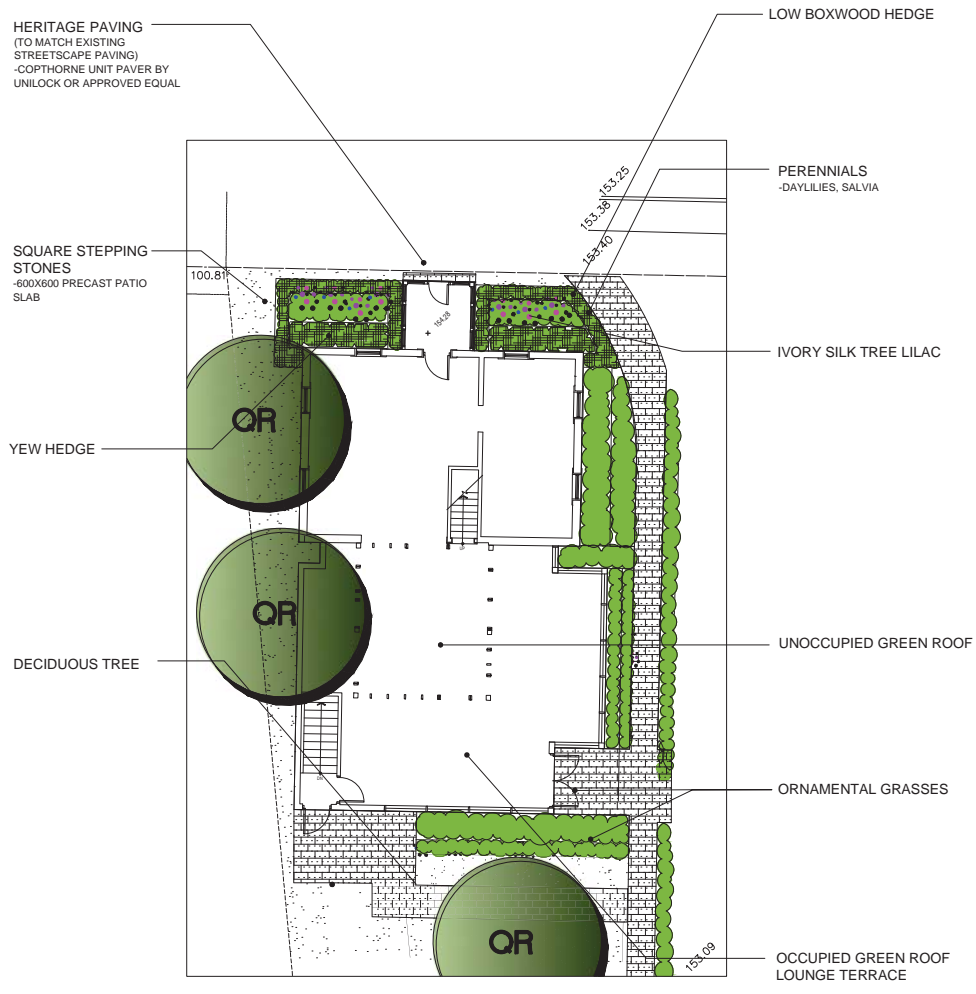 HERITAGE PAVING
(TO MATCH EXISTING
STREETSCAPE PAVING)
-COPTHORNE UNIT PAVER BY
UNILOCK OR APPROVED EQUAL
LOW BOXWOOD HEDGE
PERENNIALS
-DAYLILIES, SALVIA
153.25
153.38
153.40
SQUARE STEPPING
STONES
-600X600 PRECAST PATIO
SLAB
100.81
154.28
IVORY SILK TREE LILAC
QR
YEW HEDGE
QR
UNOCCUPIED GREEN ROOF
DECIDUOUS TREE
ORNAMENTAL GRASSES
QR
153.09
OCCUPIED GREEN ROOF
LOUNGE TERRACE